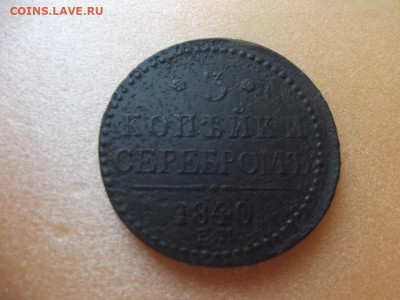 COINS.LAVE.RU
* 3 *
КОПѢЙКИ
СЕРЕБРОМЪ
1840
Е.М.